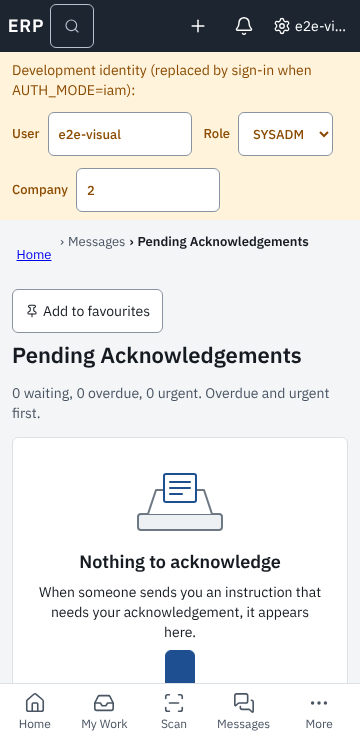 ERP
e2e-vi...
Development identity (replaced by sign-in when
AUTH_MODE=iam):
User e2e-visual Role SYSADM
Company 2
Home › Messages › Pending Acknowledgements
Add to favourites
Pending Acknowledgements
0 waiting, 0 overdue, 0 urgent. Overdue and urgent
first.
Nothing to acknowledge
When someone sends you an instruction that
needs your acknowledgement, it appears
here.
Home My Work Scan Messages More